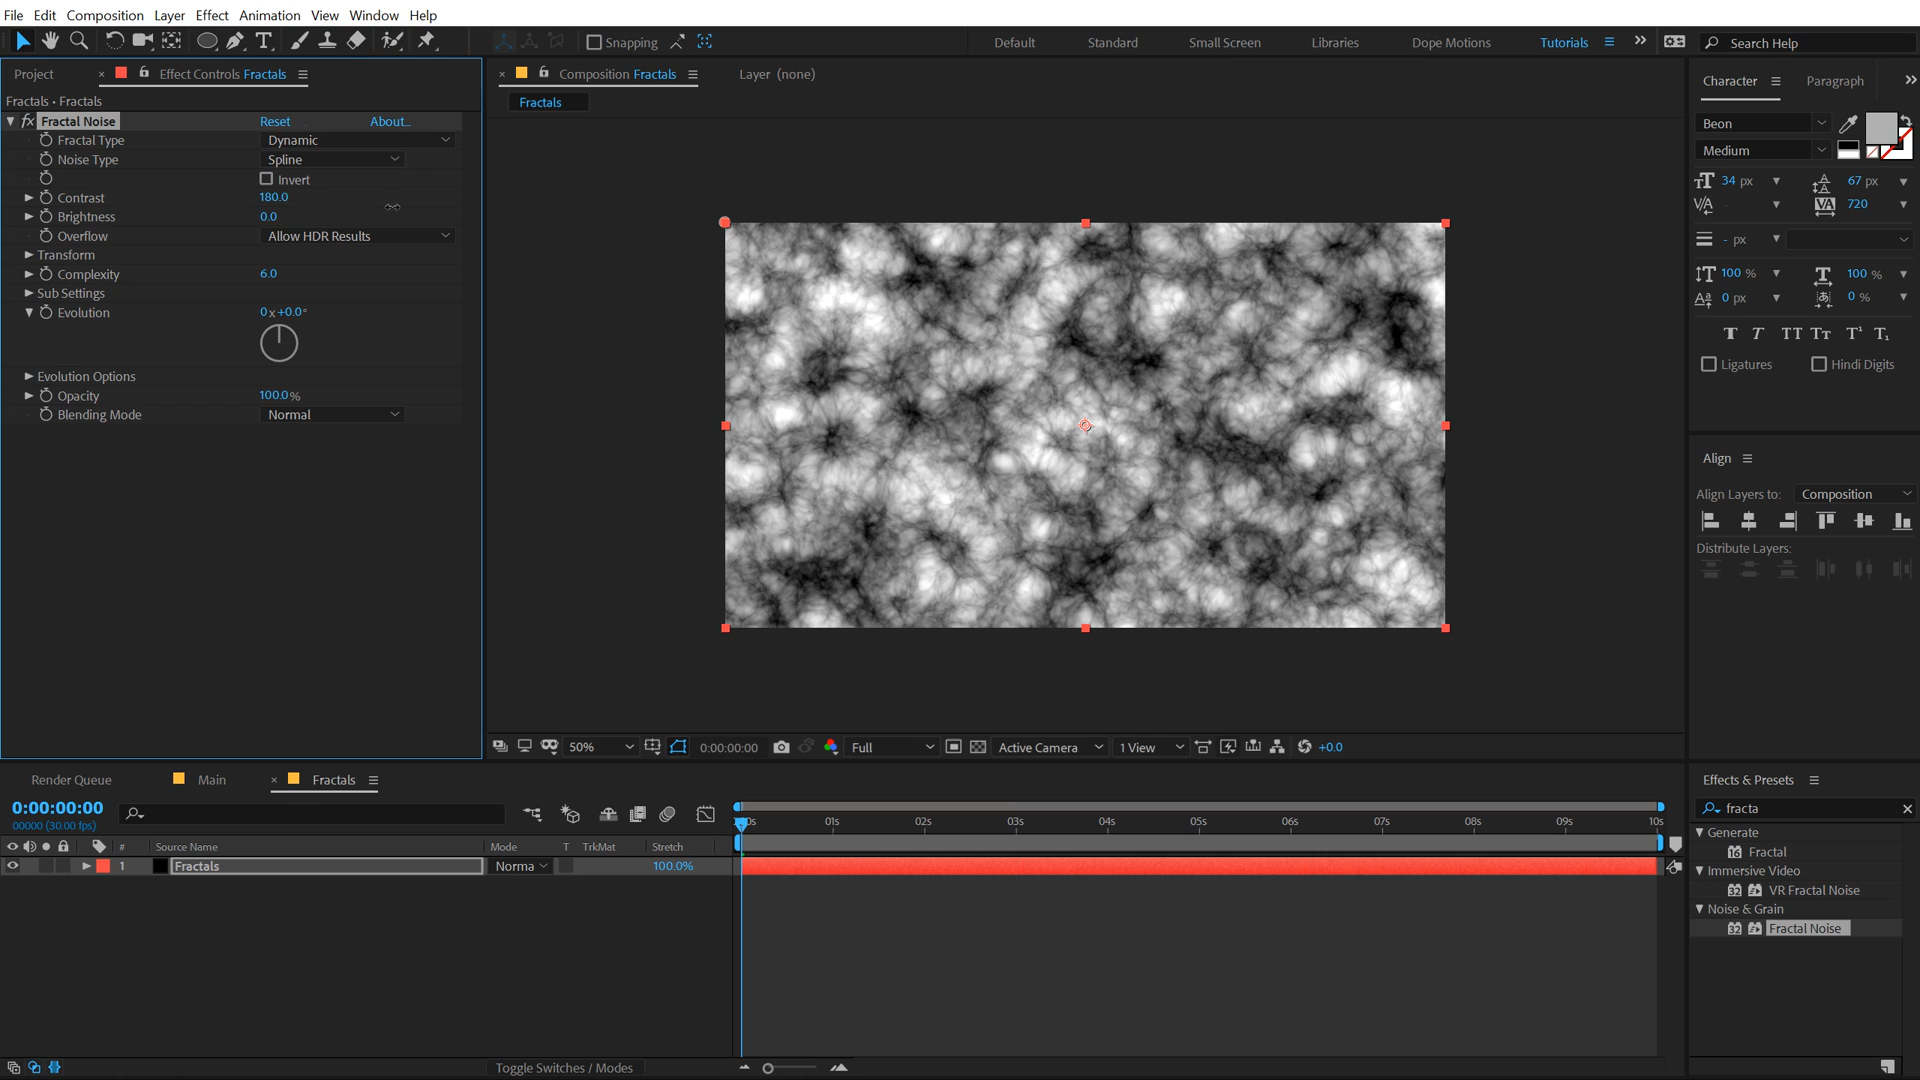 File Edit Composition Layer Effect Animation View Window Help
Snapping
Default Standard Small Screen Libraries Dope Motions Tutorials
Search Help
Project
Effect Controls Fractals
Fractals • Fractals
fx Fractal Noise Reset About...
Fractal Type Dynamic
Noise Type Spline
Invert
Contrast 180.0
Brightness 0.0
Overflow Allow HDR Results
Transform
Complexity 6.0
Sub Settings
Evolution 0 x +0.0°
Evolution Options
Opacity 100.0 %
Blending Mode Normal
Composition Fractals
Layer (none)
Fractals
50% 0:00:00:00 Full Active Camera 1 View +0.0
Character Paragraph
Beon
Medium
34 px 67 px
720
- px
100 % 100 %
0 px 0 %
Ligatures Hindi Digits
Align
Align Layers to: Composition
Distribute Layers:
Render Queue Main Fractals
0:00:00:00
00000 (30.00 fps)
# Source Name Mode T TrkMat Stretch
1 Fractals Norma 100.0%
01s 02s 03s 04s 05s 06s 07s 08s 09s 10s
Toggle Switches / Modes
Effects & Presets
fracta
Generate
16 Fractal
Immersive Video
32 VR Fractal Noise
Noise & Grain
32 Fractal Noise